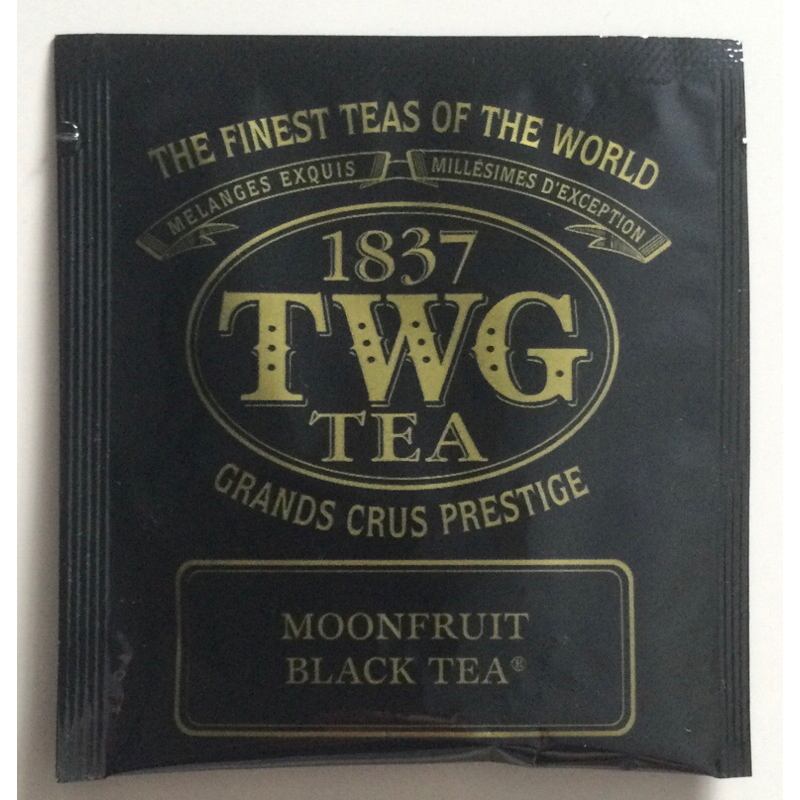 THE FINEST TEAS OF THE WORLD
MELANGES EXQUIS MILLÉSIMES D'EXCEPTION
1837
TWG
TEA
GRANDS CRUS PRESTIGE
MOONFRUIT
BLACK TEA®